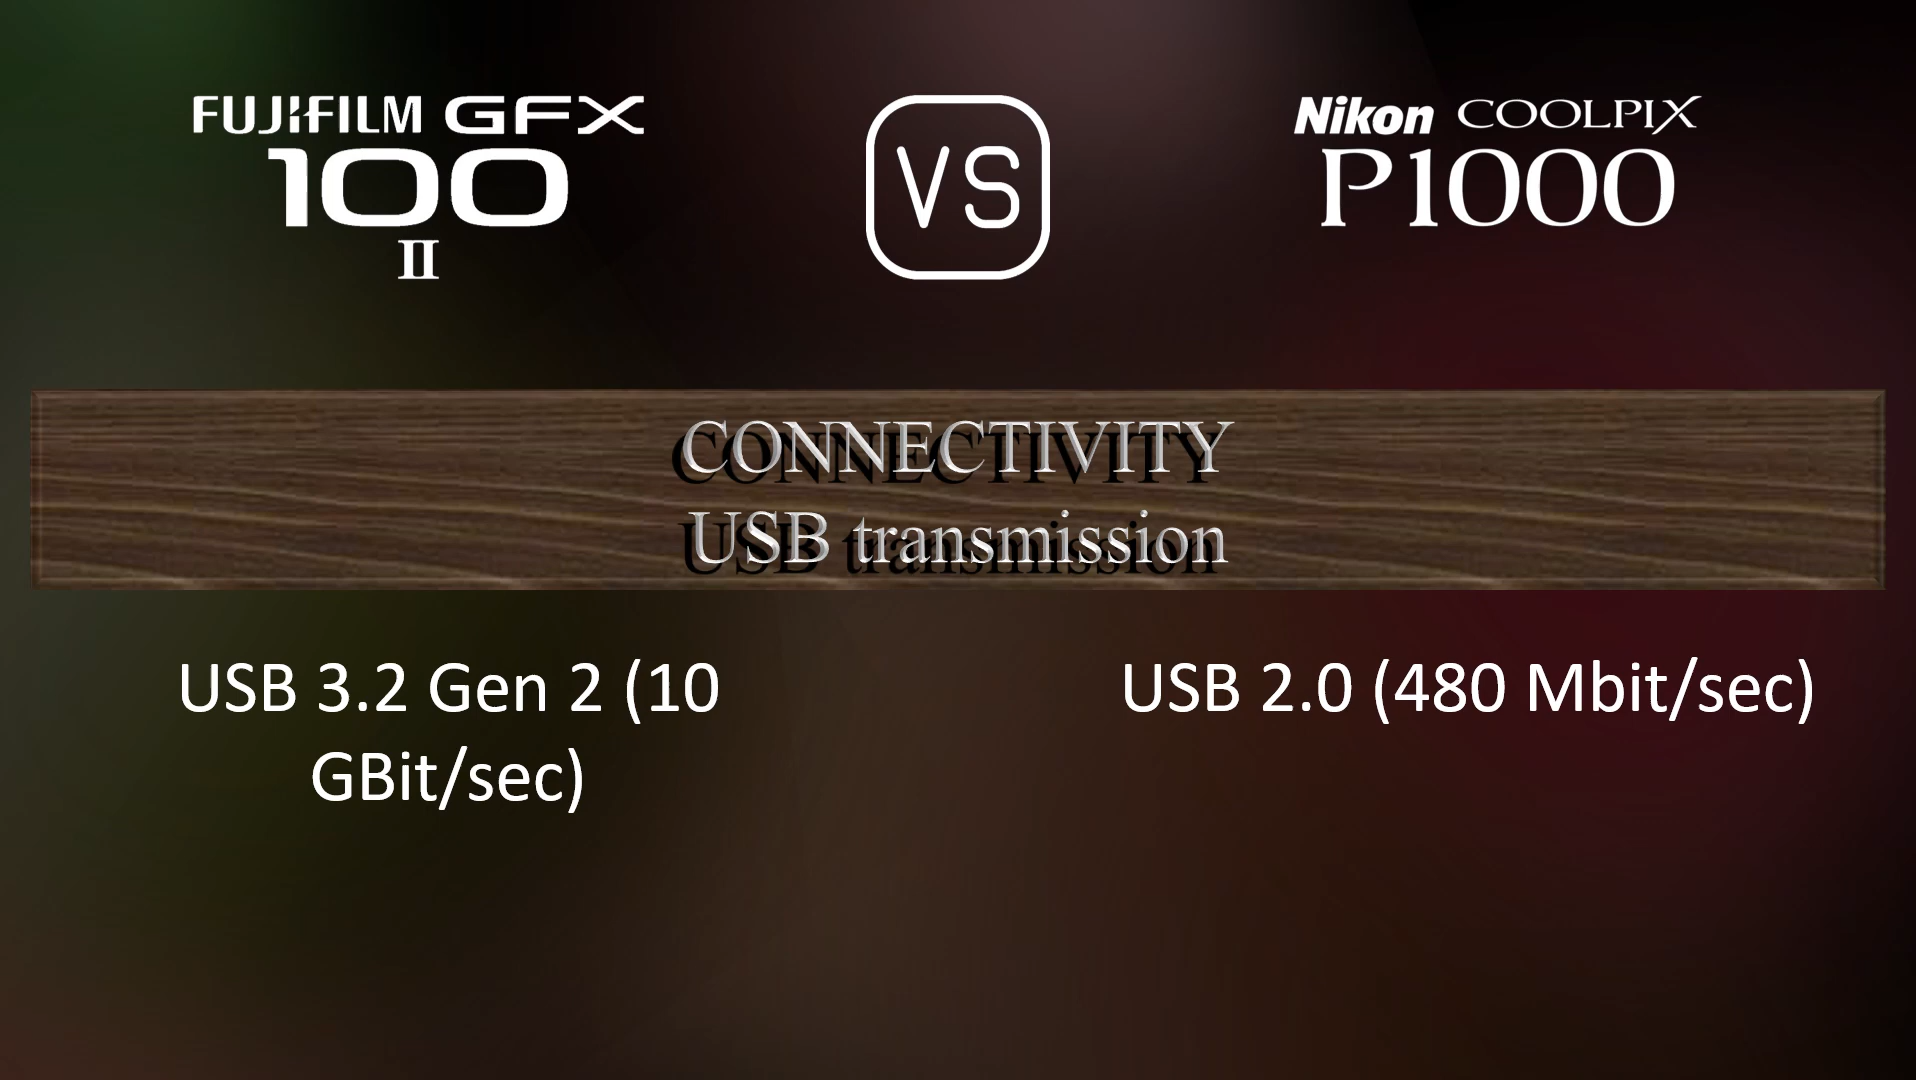 FUJIFILM GFX
100
II
VS
Nikon COOLPIX
P1000
CONNECTIVITY
USB transmission
USB 3.2 Gen 2 (10
GBit/sec)
USB 2.0 (480 Mbit/sec)